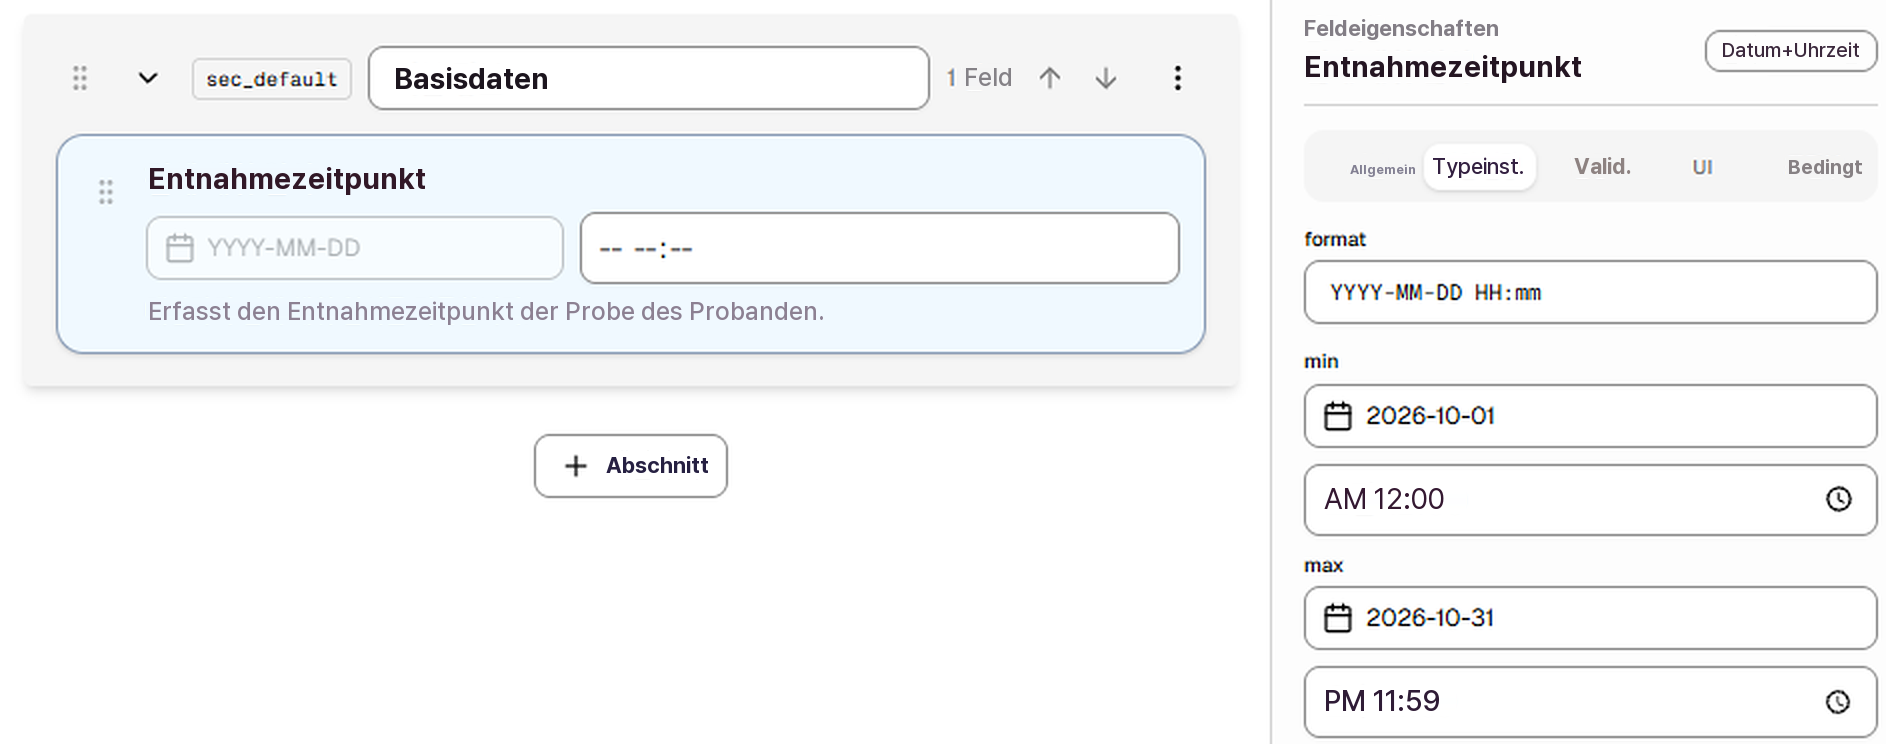 sec_default
Basisdaten
1 Feld
Entnahmezeitpunkt
YYYY-MM-DD
-- --:--
Erfasst den Entnahmezeitpunkt der Probe des Probanden.
+ Abschnitt
Feldeigenschaften
Entnahmezeitpunkt
Datum+Uhrzeit
Allgemein Typeinst. Valid. UI Bedingt
format
YYYY-MM-DD HH:mm
min
2026-10-01
AM 12:00
max
2026-10-31
PM 11:59